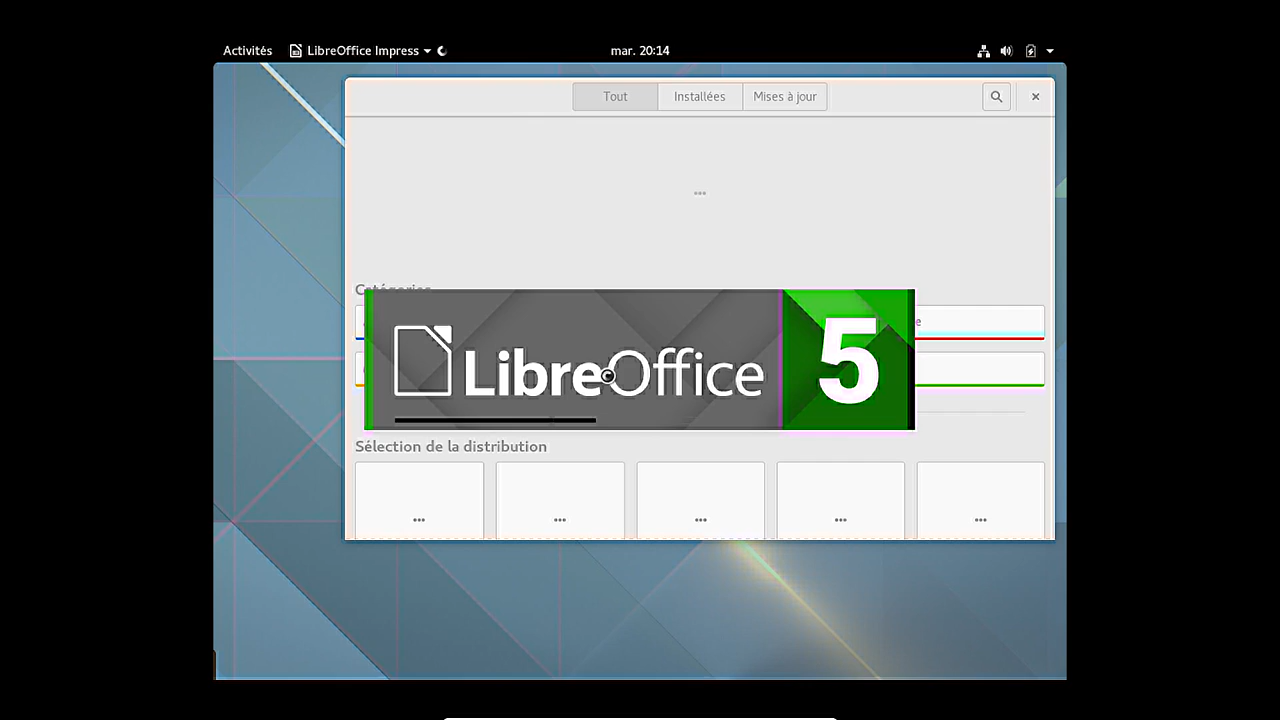 Activités LibreOffice Impress mar. 20:14
Tout Installées Mises à jour
...
LibreOffice 5
Sélection de la distribution
... ... ... ... ...